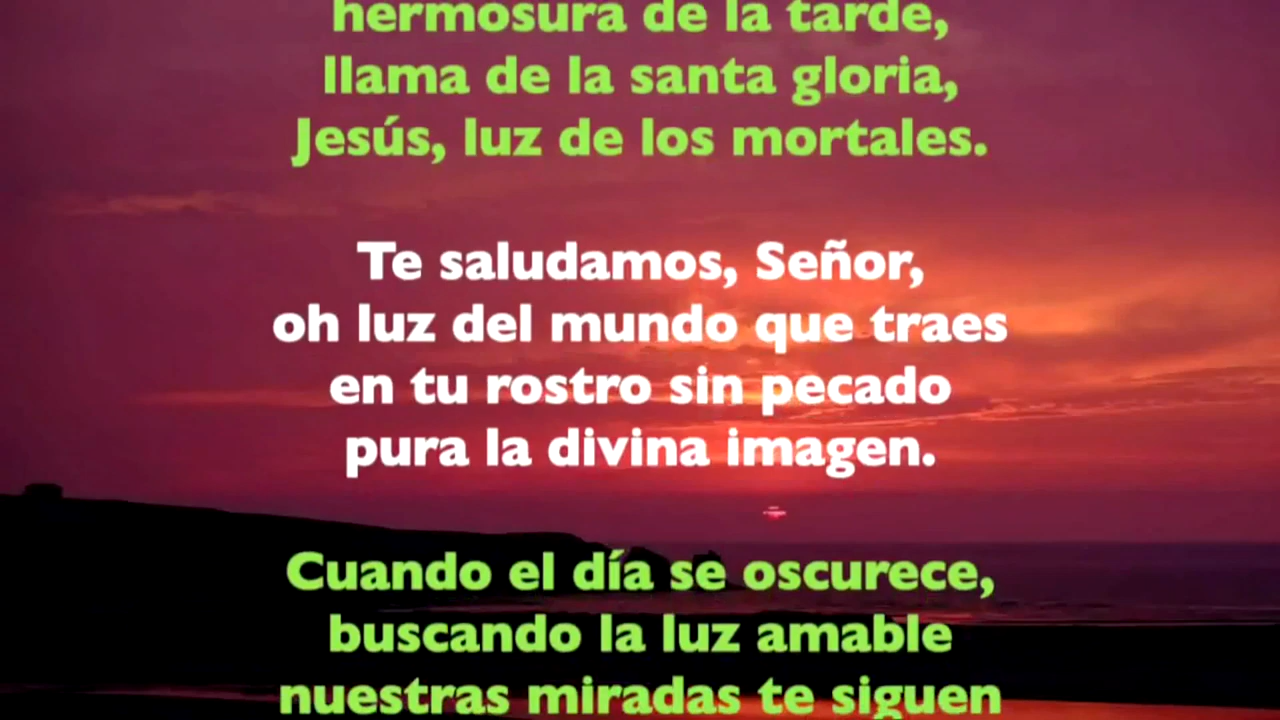 hermosura de la tarde,
llama de la santa gloria,
Jesús, luz de los mortales.
Te saludamos, Señor,
oh luz del mundo que traes
en tu rostro sin pecado
pura la divina imagen.
Cuando el día se oscurece,
buscando la luz amable
nuestras miradas te siguen